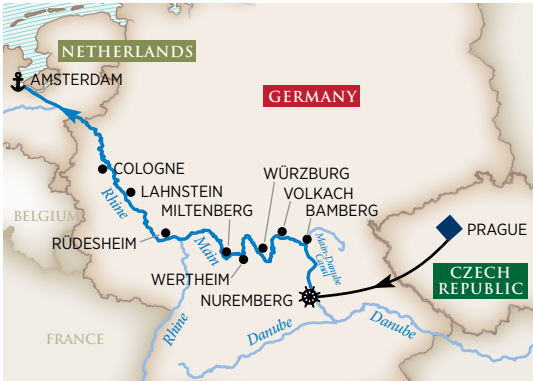 NETHERLANDS
AMSTERDAM
GERMANY
COLOGNE
LAHNSTEIN
WÜRZBURG
VOLKACH
BAMBERG
MILTENBERG
Rhine
BELGIUM
RÜDESHEIM
Main
Main-Danube
Canal
PRAGUE
WERTHEIM
CZECH
REPUBLIC
NUREMBERG
FRANCE
Rhine
Danube
Danube